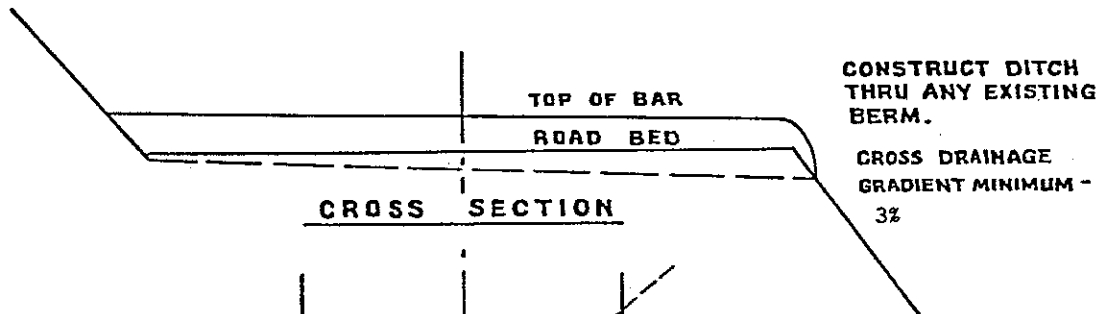 TOP OF BAR
ROAD BED
CROSS SECTION
CONSTRUCT DITCH
THRU ANY EXISTING
BERM.
CROSS DRAINAGE
GRADIENT MINIMUM -
3%